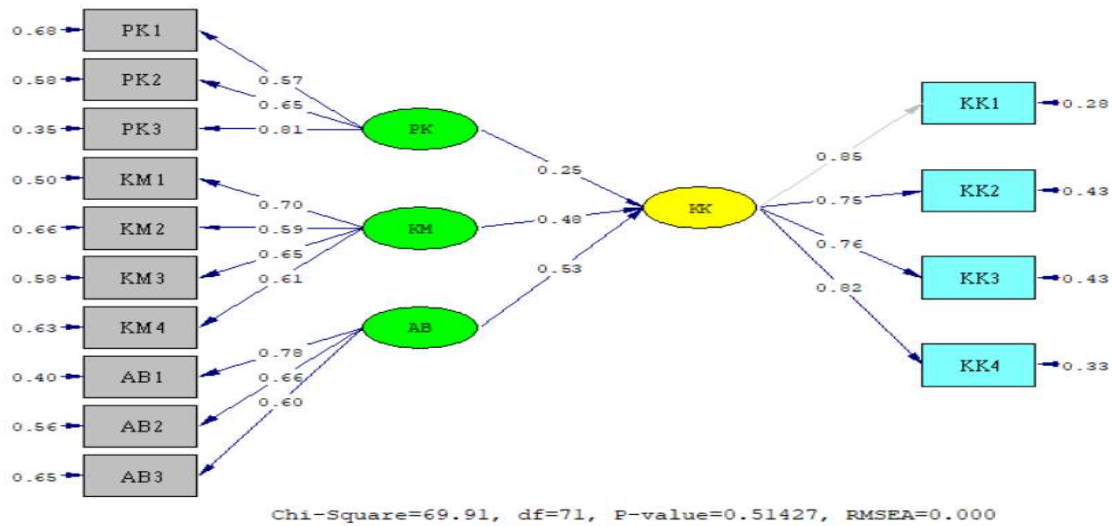 0.68 PK1
0.58 PK2
0.35 PK3
0.50 KM1
0.66 KM2
0.58 KM3
0.63 KM4
0.40 AB1
0.56 AB2
0.65 AB3
0.57
0.65
0.81
0.70
0.59
0.65
0.61
0.78
0.66
0.60
PK
KM
AB
0.25
0.48
0.53
KK
0.85
0.75
0.76
0.82
KK1 0.28
KK2 0.43
KK3 0.43
KK4 0.33
Chi-Square=69.91, df=71, P-value=0.51427, RMSEA=0.000